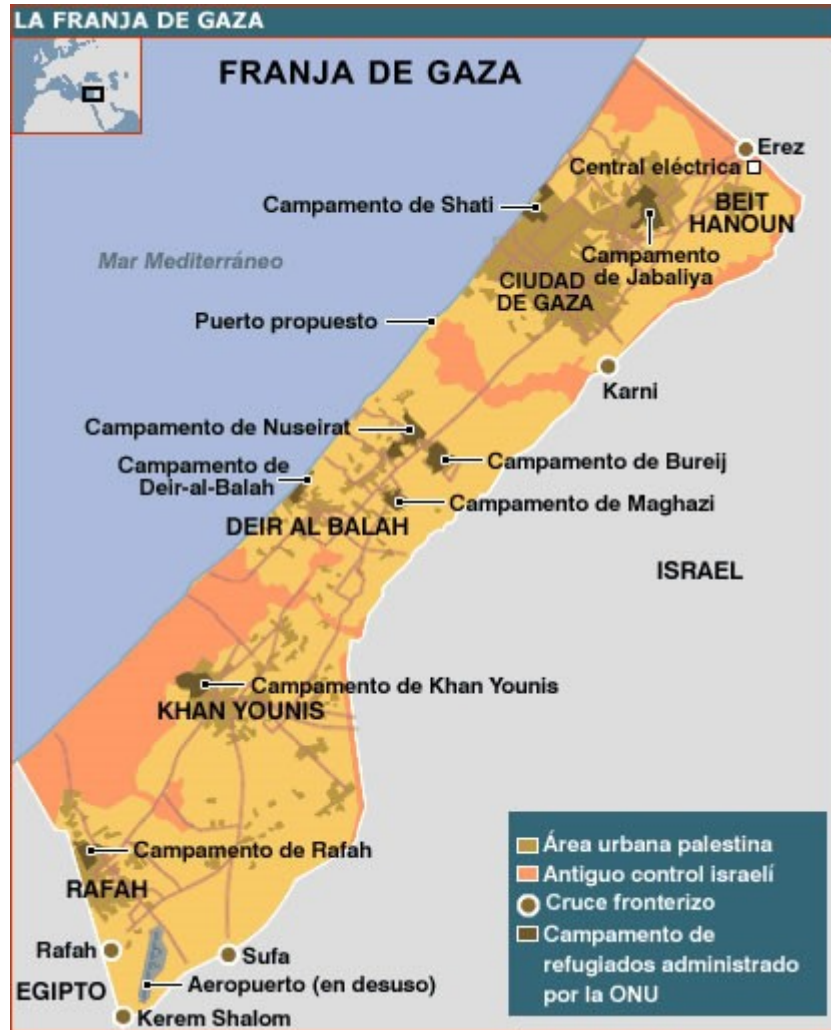 LA FRANJA DE GAZA
FRANJA DE GAZA
Erez
Central eléctrica
BEIT
HANOUN
Campamento de Shati
Campamento
de Jabaliya
Mar Mediterráneo
CIUDAD
DE GAZA
Puerto propuesto
Karni
Campamento de Nuseirat
Campamento de Bureij
Campamento de
Deir-al-Balah
Campamento de Maghazi
DEIR AL BALAH
ISRAEL
Campamento de Khan Younis
KHAN YOUNIS
Campamento de Rafah
RAFAH
Rafah
Sufa
EGIPTO
Aeropuerto (en desuso)
Kerem Shalom
Área urbana palestina
Antiguo control israelí
Cruce fronterizo
Campamento de
refugiados administrado
por la ONU